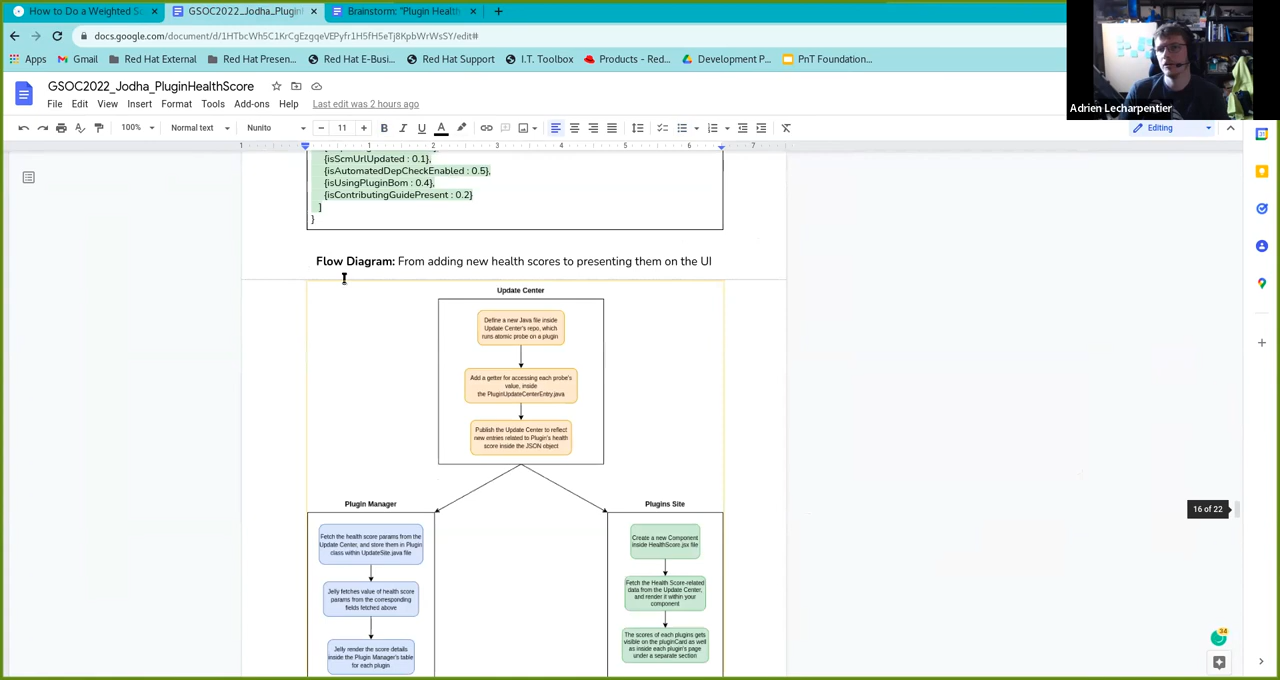 How to Do a Weighted Sc
GSOC2022_Jodha_PluginH
Brainstorm: "Plugin Health
docs.google.com/document/d/1HTbcWh5C1KrCgEzgqeVEPyfr1H5fH5eTj8KpbWrWsSY/edit#
Apps
Gmail
Red Hat External
Red Hat Presen...
Red Hat E-Busi...
Red Hat Support
I.T. Toolbox
Products - Red...
Development P...
PnT Foundation...
Adrien Lecharpentier
GSOC2022_Jodha_PluginHealthScore
File Edit View Insert Format Tools Add-ons Help Last edit was 2 hours ago
100% Normal text Nunito 11 Editing
1 1 2 3 4 5 6 7
{isScmUrlUpdated : 0.1},
{isAutomatedDepCheckEnabled : 0.5},
{isUsingPluginBom : 0.4},
{isContributingGuidePresent : 0.2}
]
}
Flow Diagram: From adding new health scores to presenting them on the UI
Update Center
Define a new Java file inside
Update Center's repo, which
runs atomic probe on a plugin
Add a getter for accessing each probe's
value, inside
the PluginUpdateCenterEntry.java
Publish the Update Center to reflect
new entries related to Plugin's health
score inside the JSON object
Plugin Manager
Fetch the health score params from the
Update Center, and store them in Plugin
class within UpdateSite.java file
Jelly fetches value of health score
params from the corresponding
fields fetched above
Jelly render the score details
inside the Plugin Manager's table
for each plugin
Plugins Site
Create a new Component
inside HealthScore.jsx file
Fetch the Health Score-related
data from the Update Center,
and render it within your
component
The scores of each plugins gets
visible on the pluginCard as well
as inside each plugin's page
under a separate section
16 of 22
34